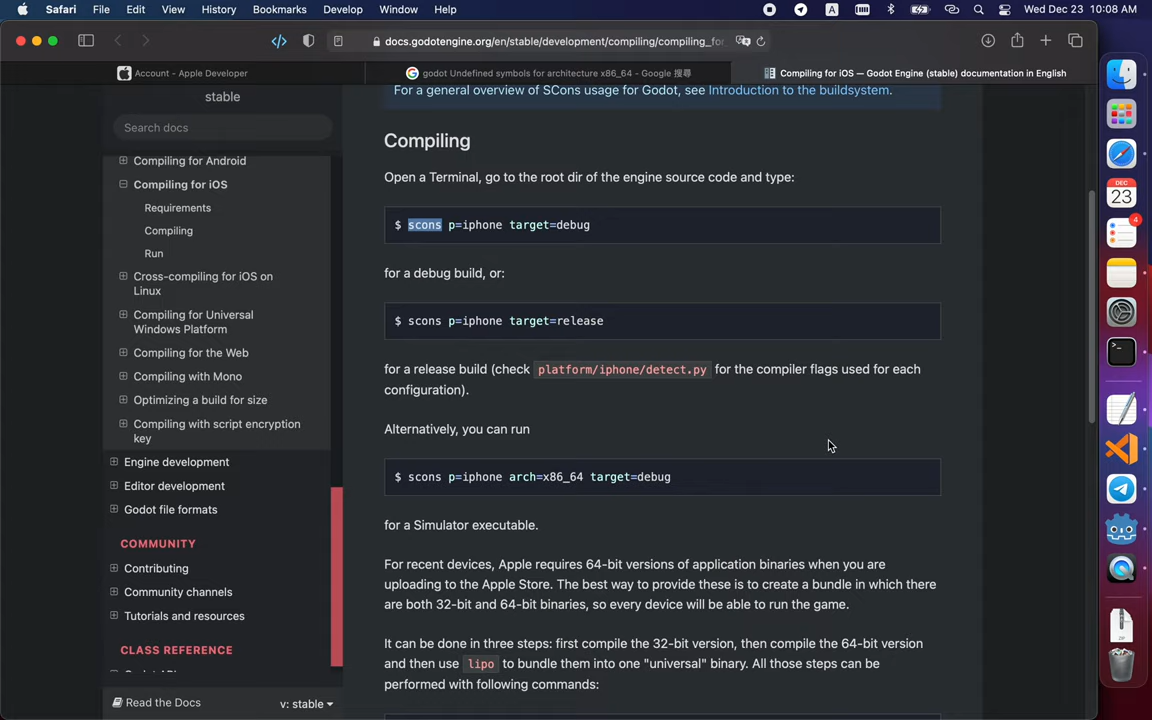 Safari File Edit View History Bookmarks Develop Window Help A Wed Dec 23 10:08 AM
docs.godotengine.org/en/stable/development/compiling/compiling_fo
Account - Apple Developer
godot Undefined symbols for architecture x86_64 - Google 搜尋
Compiling for iOS — Godot Engine (stable) documentation in English
stable
Search docs
Compiling for Android
Compiling for iOS
Requirements
Compiling
Run
Cross-compiling for iOS on
Linux
Compiling for Universal
Windows Platform
Compiling for the Web
Compiling with Mono
Optimizing a build for size
Compiling with script encryption
key
Engine development
Editor development
Godot file formats
COMMUNITY
Contributing
Community channels
Tutorials and resources
CLASS REFERENCE
Read the Docs
v: stable
For a general overview of SCons usage for Godot, see Introduction to the buildsystem.
Compiling
Open a Terminal, go to the root dir of the engine source code and type:
$ scons p=iphone target=debug
for a debug build, or:
$ scons p=iphone target=release
for a release build (check platform/iphone/detect.py for the compiler flags used for each
configuration).
Alternatively, you can run
$ scons p=iphone arch=x86_64 target=debug
for a Simulator executable.
For recent devices, Apple requires 64-bit versions of application binaries when you are
uploading to the Apple Store. The best way to provide these is to create a bundle in which there
are both 32-bit and 64-bit binaries, so every device will be able to run the game.
It can be done in three steps: first compile the 32-bit version, then compile the 64-bit version
and then use lipo to bundle them into one "universal" binary. All those steps can be
performed with following commands:
DEC
23
4
ZIP